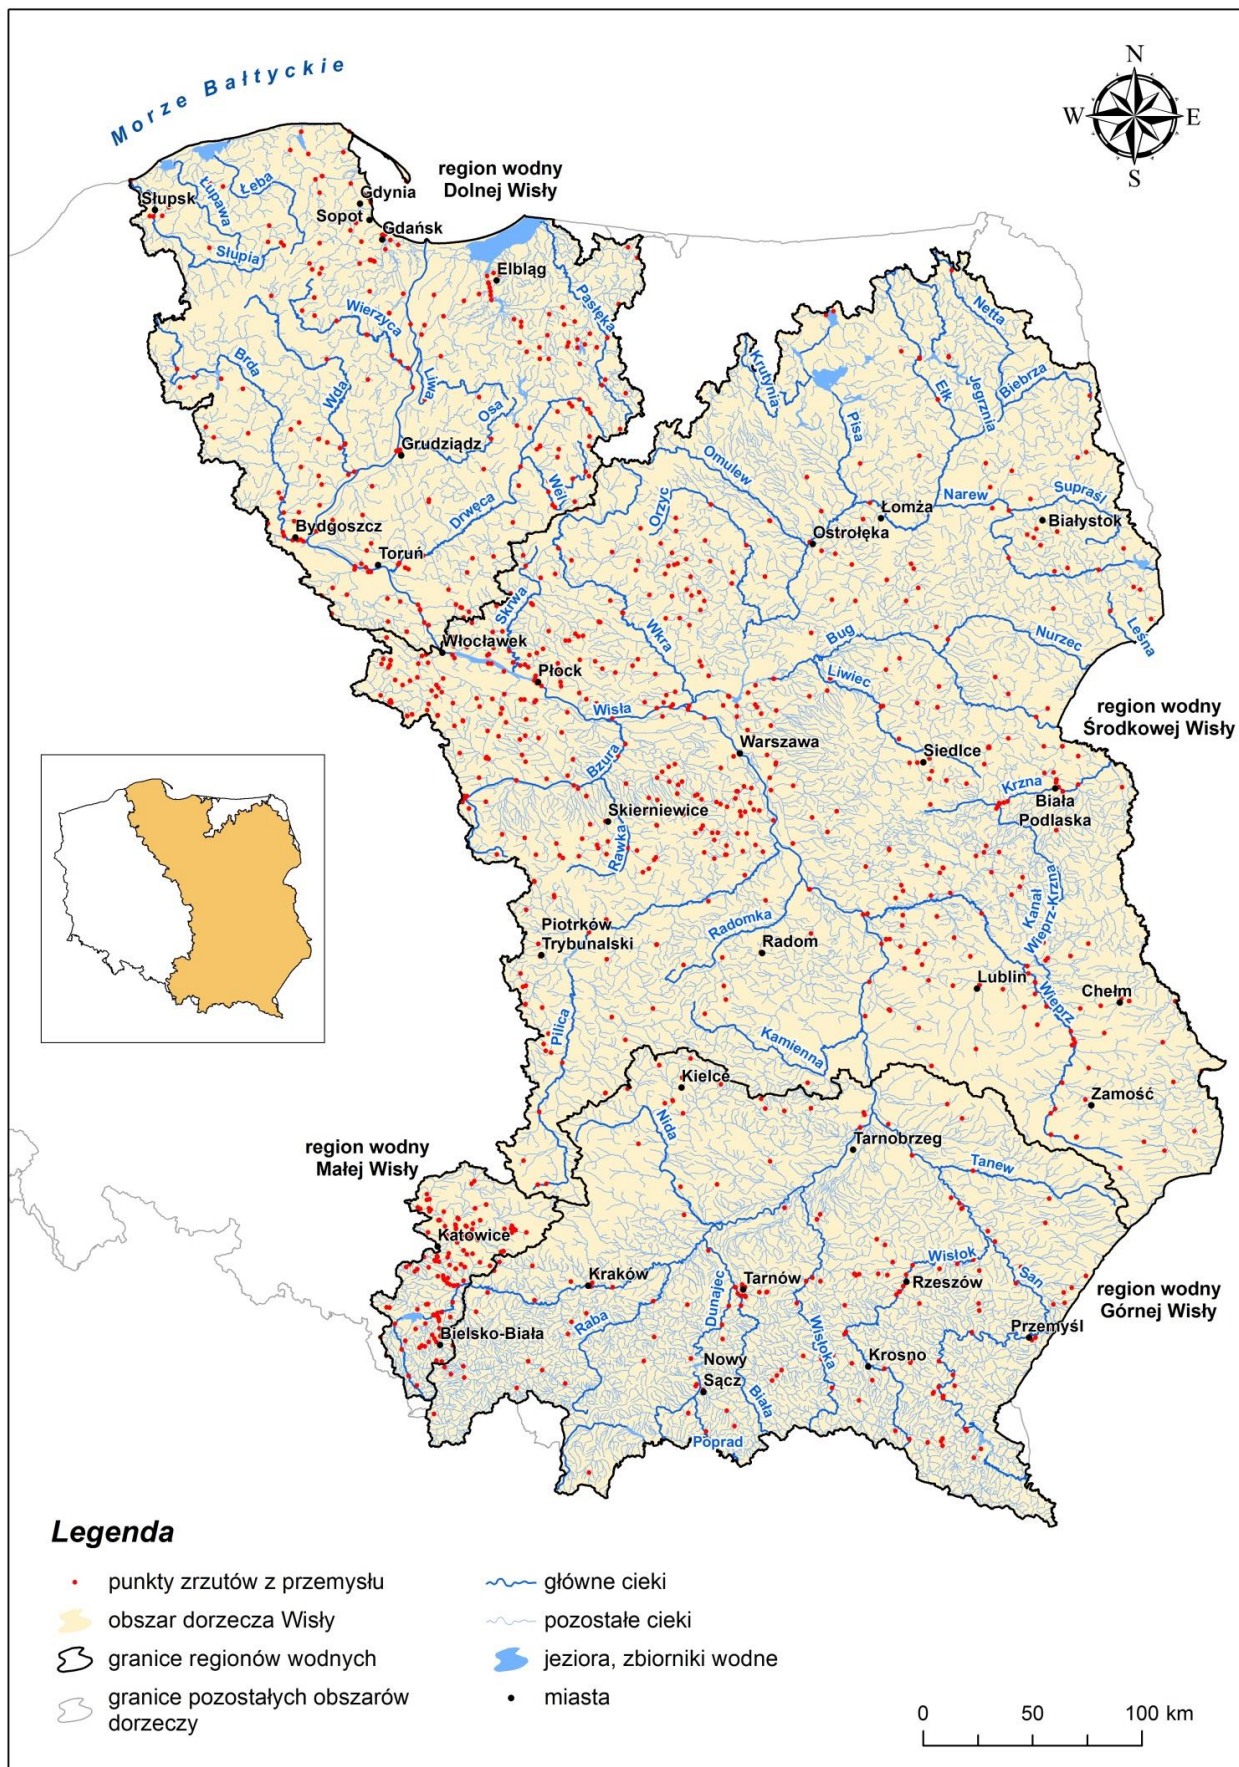 N
W
E
S
Morze Bałtyckie
region wodny
Dolnej Wisły
Słupsk
Łupawa
Łeba
Gdynia
Sopot
Gdańsk
Słupia
Elbląg
Pasłęka
Wierzyca
Brda
Wda
Liwa
Osa
Grudziądz
Wel
Drwęca
Bydgoszcz
Toruń
Netta
Krutynia
Ełk
Jegrznia
Biebrza
Pisa
Omulew
Orzyc
Łomża
Narew
Supraśl
Białystok
Ostrołęka
Skrwa
Wkra
Włocławek
Płock
Bug
Nurzec
Leśna
Liwiec
Wisła
region wodny
Środkowej Wisły
Warszawa
Bzura
Siedlce
Krzna
Biała
Podlaska
Skierniewice
Rawka
Kanał
Wieprz-Krzna
Piotrków
Trybunalski
Radomka
Radom
Lublin
Wieprz
Chełm
Pilica
Kamienna
Kielce
Zamość
Nida
Tarnobrzeg
region wodny
Małej Wisły
Tanew
Katowice
Wisłok
San
Kraków
Dunajec
Tarnów
Rzeszów
region wodny
Górnej Wisły
Raba
Wisłoka
Przemyśl
Bielsko-Biała
Nowy
Sącz
Krosno
Biała
Poprad
Legenda
punkty zrzutów z przemysłu
obszar dorzecza Wisły
granice regionów wodnych
granice pozostałych obszarów
dorzeczy
główne cieki
pozostałe cieki
jeziora, zbiorniki wodne
miasta
0 50 100 km